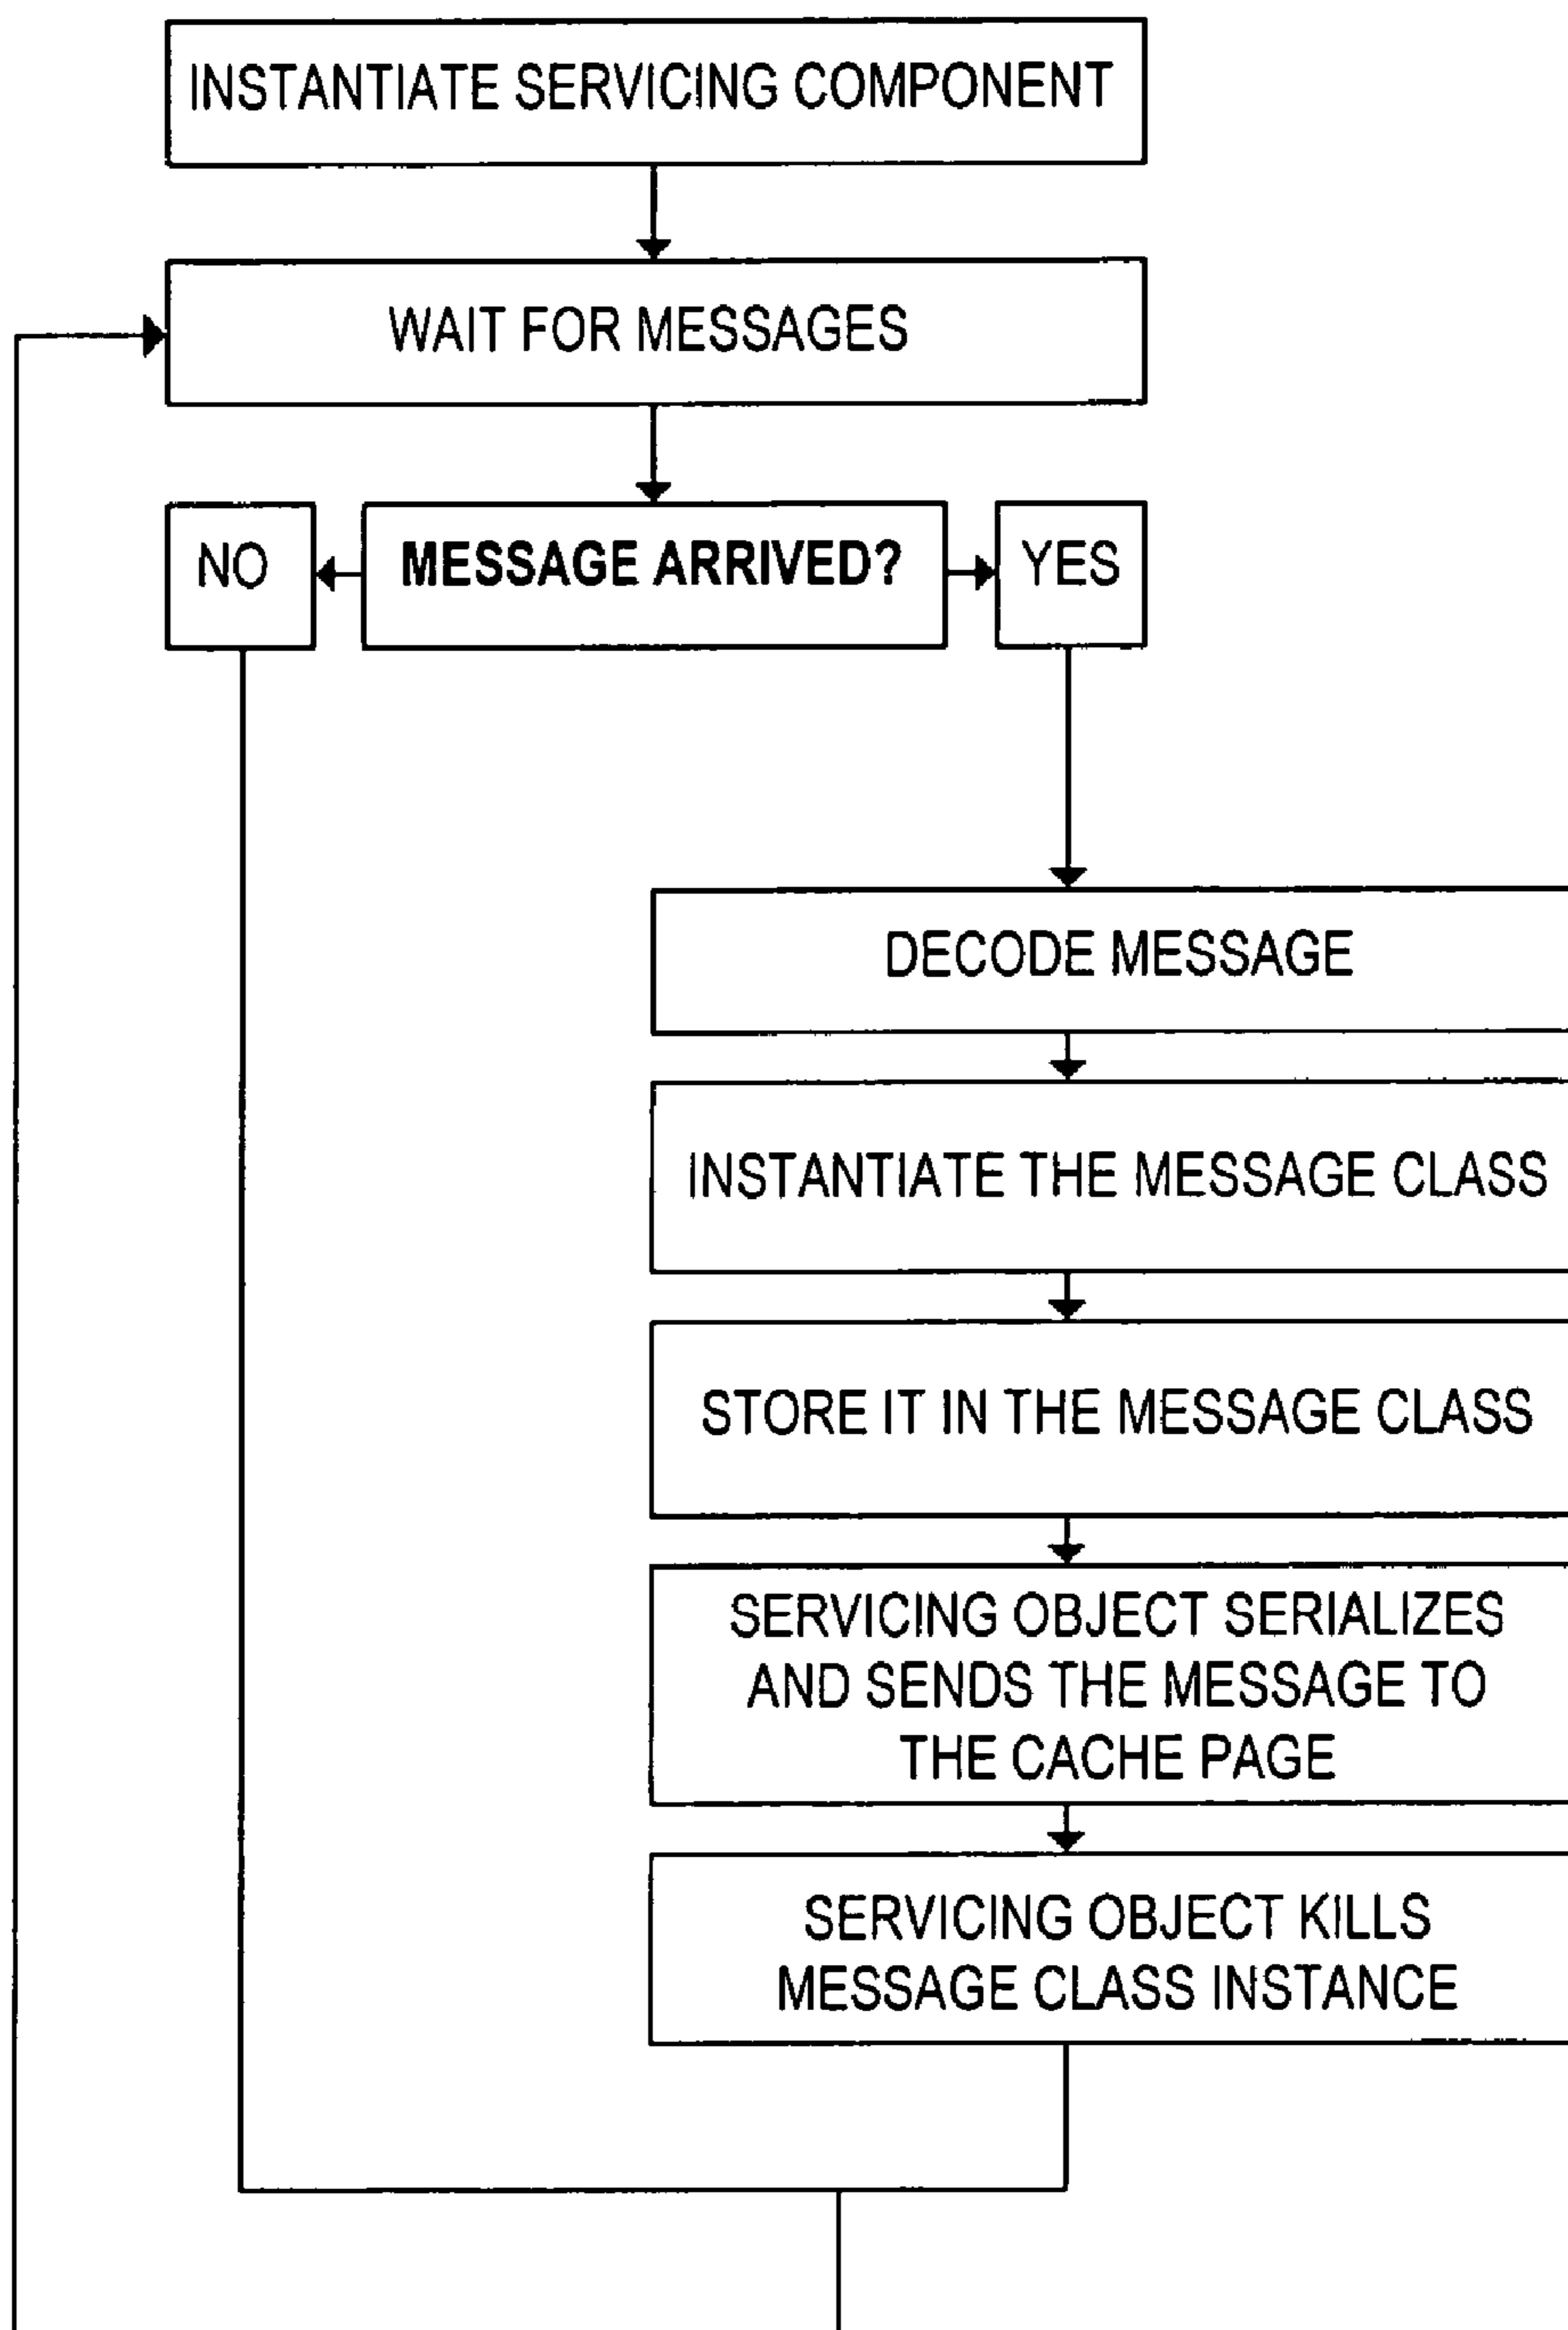 INSTANTIATE SERVICING COMPONENT
WAIT FOR MESSAGES
NO
MESSAGE ARRIVED?
YES
DECODE MESSAGE
INSTANTIATE THE MESSAGE CLASS
STORE IT IN THE MESSAGE CLASS
SERVICING OBJECT SERIALIZES
AND SENDS THE MESSAGE TO
THE CACHE PAGE
SERVICING OBJECT KILLS
MESSAGE CLASS INSTANCE